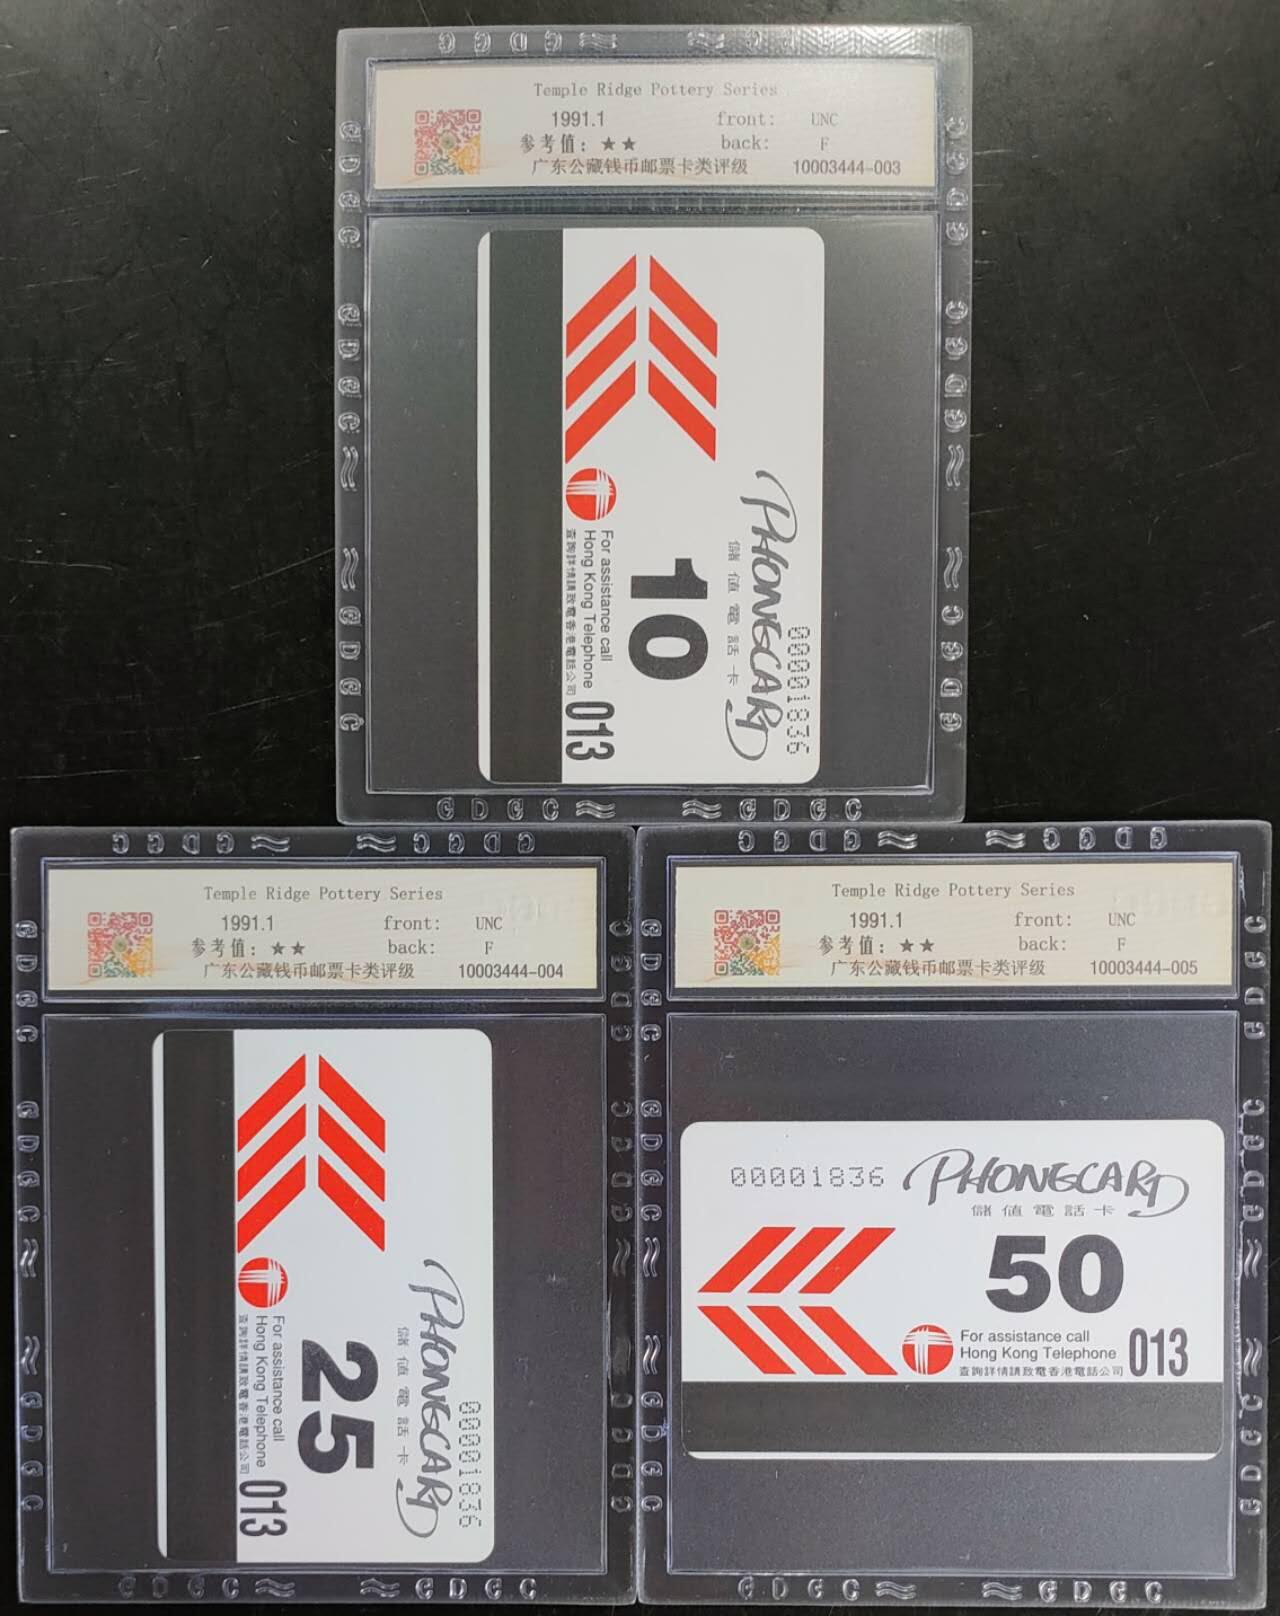 GDGC
GDGC
Temple Ridge Pottery Series
1991.1 front: UNC
参考值：★★ back: F
广东公藏钱币邮票卡类评级 10003444-003
PHONECARD
儲值電話卡
00001836
10
For assistance call
Hong Kong Telephone
查詢詳情請致電香港電話公司
013
GDGC
GDGC
Temple Ridge Pottery Series
1991.1 front: UNC
参考值：★★ back: F
广东公藏钱币邮票卡类评级 10003444-004
PHONECARD
儲值電話卡
00001836
25
For assistance call
Hong Kong Telephone
查詢詳情請致電香港電話公司
013
GDGC
GDGC
Temple Ridge Pottery Series
1991.1 front: UNC
参考值：★★ back: F
广东公藏钱币邮票卡类评级 10003444-005
00001836 PHONECARD
儲值電話卡
50
For assistance call
Hong Kong Telephone
查詢詳情請致電香港電話公司
013
GDGC
GDGC